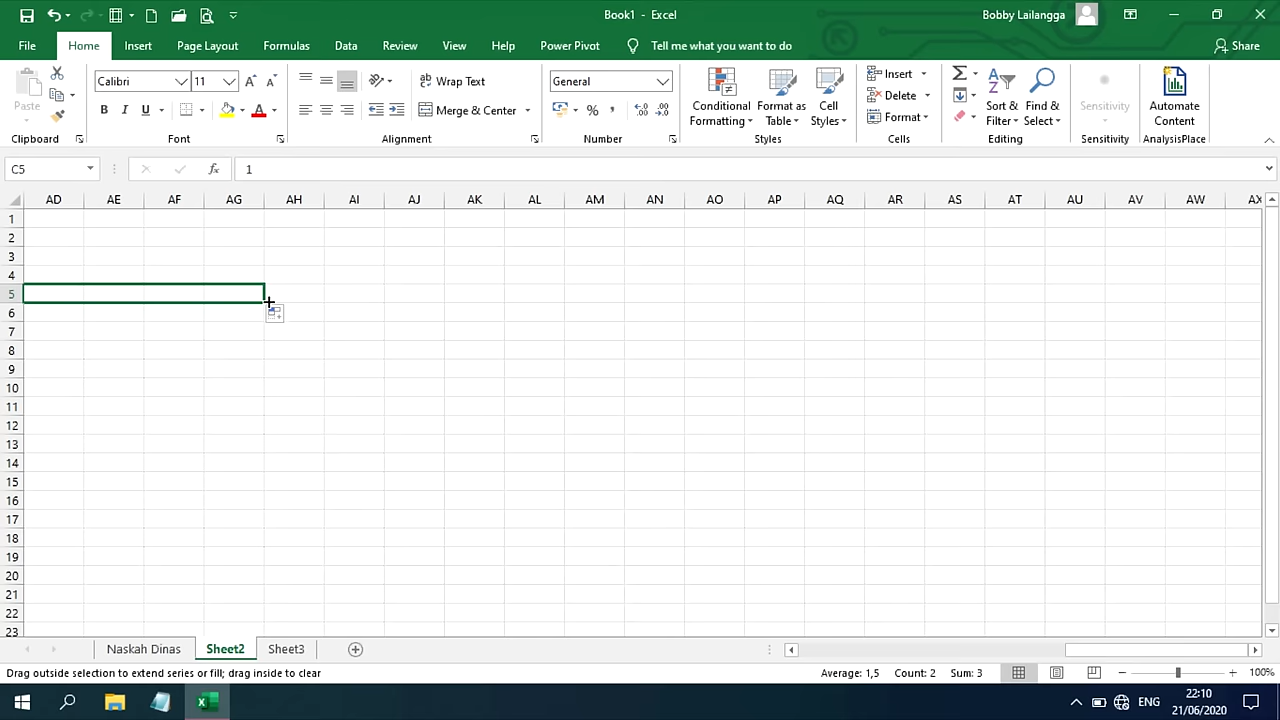 Book1 - Excel
Bobby Lailangga
File Home Insert Page Layout Formulas Data Review View Help Power Pivot Tell me what you want to do Share
Paste
Clipboard
Calibri 11
B I U A
Font
Wrap Text
Merge & Center
Alignment
General
%
Number
Conditional Formatting
Format as Table
Cell Styles
Styles
Insert
Delete
Format
Cells
Sort & Filter
Find & Select
Editing
Sensitivity
Sensitivity
Automate Content
AnalysisPlace
C5 fx 1
AD AE AF AG AH AI AJ AK AL AM AN AO AP AQ AR AS AT AU AV AW AX
1
2
3
4
5
6
7
8
9
10
11
12
13
14
15
16
17
18
19
20
21
22
23
Naskah Dinas Sheet2 Sheet3
Drag outside selection to extend series or fill; drag inside to clear Average: 1,5 Count: 2 Sum: 3 100%
ENG 22:10
21/06/2020